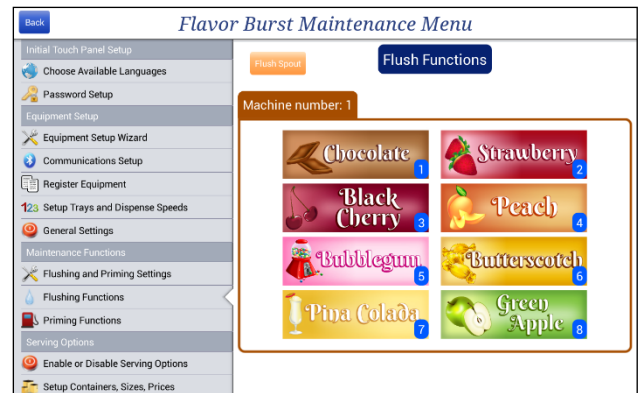 Back
Flavor Burst Maintenance Menu
Initial Touch Panel Setup
Choose Available Languages
Password Setup
Equipment Setup
Equipment Setup Wizard
Communications Setup
Register Equipment
123 Setup Trays and Dispense Speeds
General Settings
Maintenance Functions
Flushing and Priming Settings
Flushing Functions
Priming Functions
Serving Options
Enable or Disable Serving Options
Setup Containers, Sizes, Prices
Flush Spout
Flush Functions
Machine number: 1
Chocolate 1
Strawberry 2
Black
Cherry 3
Peach 4
Bubblegum 5
Butterscotch 6
Pina Colada 7
Green
Apple 8